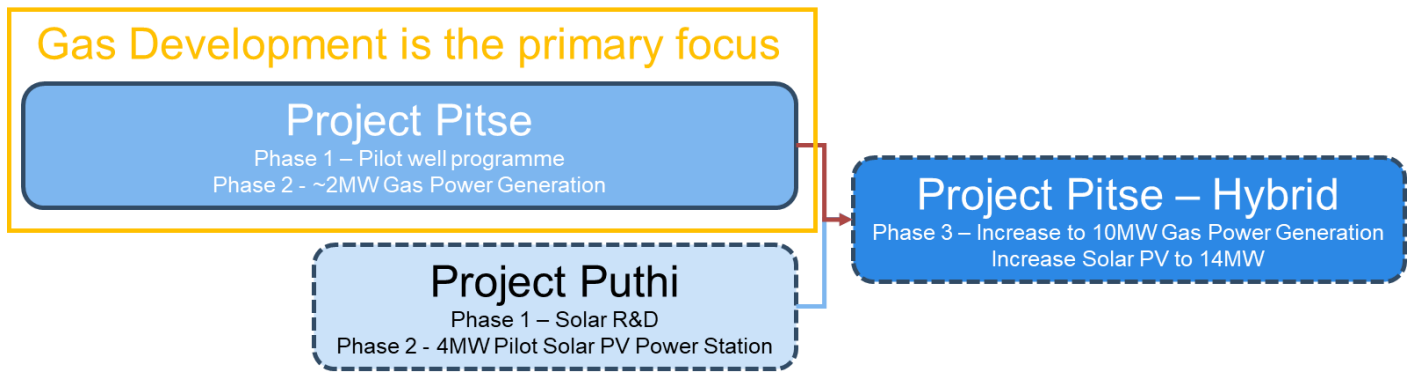 Gas Development is the primary focus
Project Pitse
Phase 1 – Pilot well programme
Phase 2 - ~2MW Gas Power Generation
Project Pitse – Hybrid
Phase 3 – Increase to 10MW Gas Power Generation
Increase Solar PV to 14MW
Project Puthi
Phase 1 – Solar R&D
Phase 2 - 4MW Pilot Solar PV Power Station